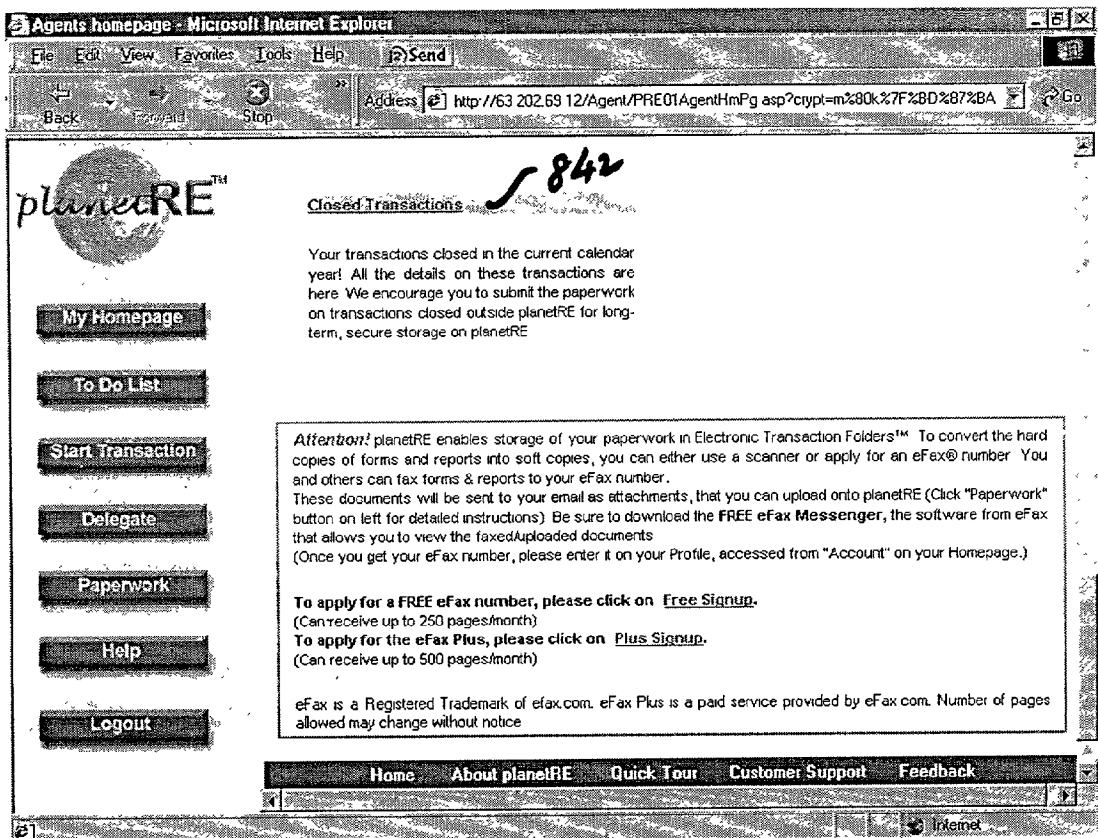 Agents homepage - Microsoft Internet Explorer
File Edit View Favorites Tools Help Send
Back Forward Stop » Address http://63 202.69 12/Agent/PRE01AgentHmPg asp?crypt=m%80k%7F%BD%87%BA Go
planetRE™
842
Closed Transactions
Your transactions closed in the current calendar
year! All the details on these transactions are
here We encourage you to submit the paperwork
on transactions closed outside planetRE for long-
term, secure storage on planetRE
My Homepage
To Do List
Start Transaction
Delegate
Paperwork
Help
Logout
Attention! planetRE enables storage of your paperwork in Electronic Transaction Folders™ To convert the hard
copies of forms and reports into soft copies, you can either use a scanner or apply for an eFax® number You
and others can fax forms & reports to your eFax number.
These documents will be sent to your email as attachments, that you can upload onto planetRE (Click "Paperwork"
button on left for detailed instructions) Be sure to download the FREE eFax Messenger, the software from eFax
that allows you to view the faxed/uploaded documents
(Once you get your eFax number, please enter it on your Profile, accessed from "Account" on your Homepage.)
To apply for a FREE eFax number, please click on Free Signup.
(Can receive up to 250 pages/month)
To apply for the eFax Plus, please click on Plus Signup.
(Can receive up to 500 pages/month)
eFax is a Registered Trademark of efax.com. eFax Plus is a paid service provided by eFax com. Number of pages
allowed may change without notice
Home About planetRE Quick Tour Customer Support Feedback
Internet